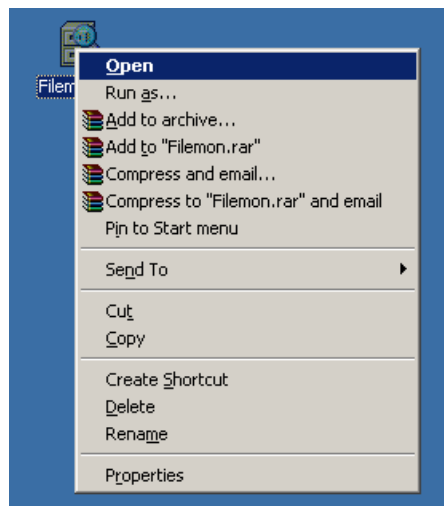 Filem
Open
Run as...
Add to archive...
Add to "Filemon.rar"
Compress and email...
Compress to "Filemon.rar" and email
Pin to Start menu
Send To
Cut
Copy
Create Shortcut
Delete
Rename
Properties